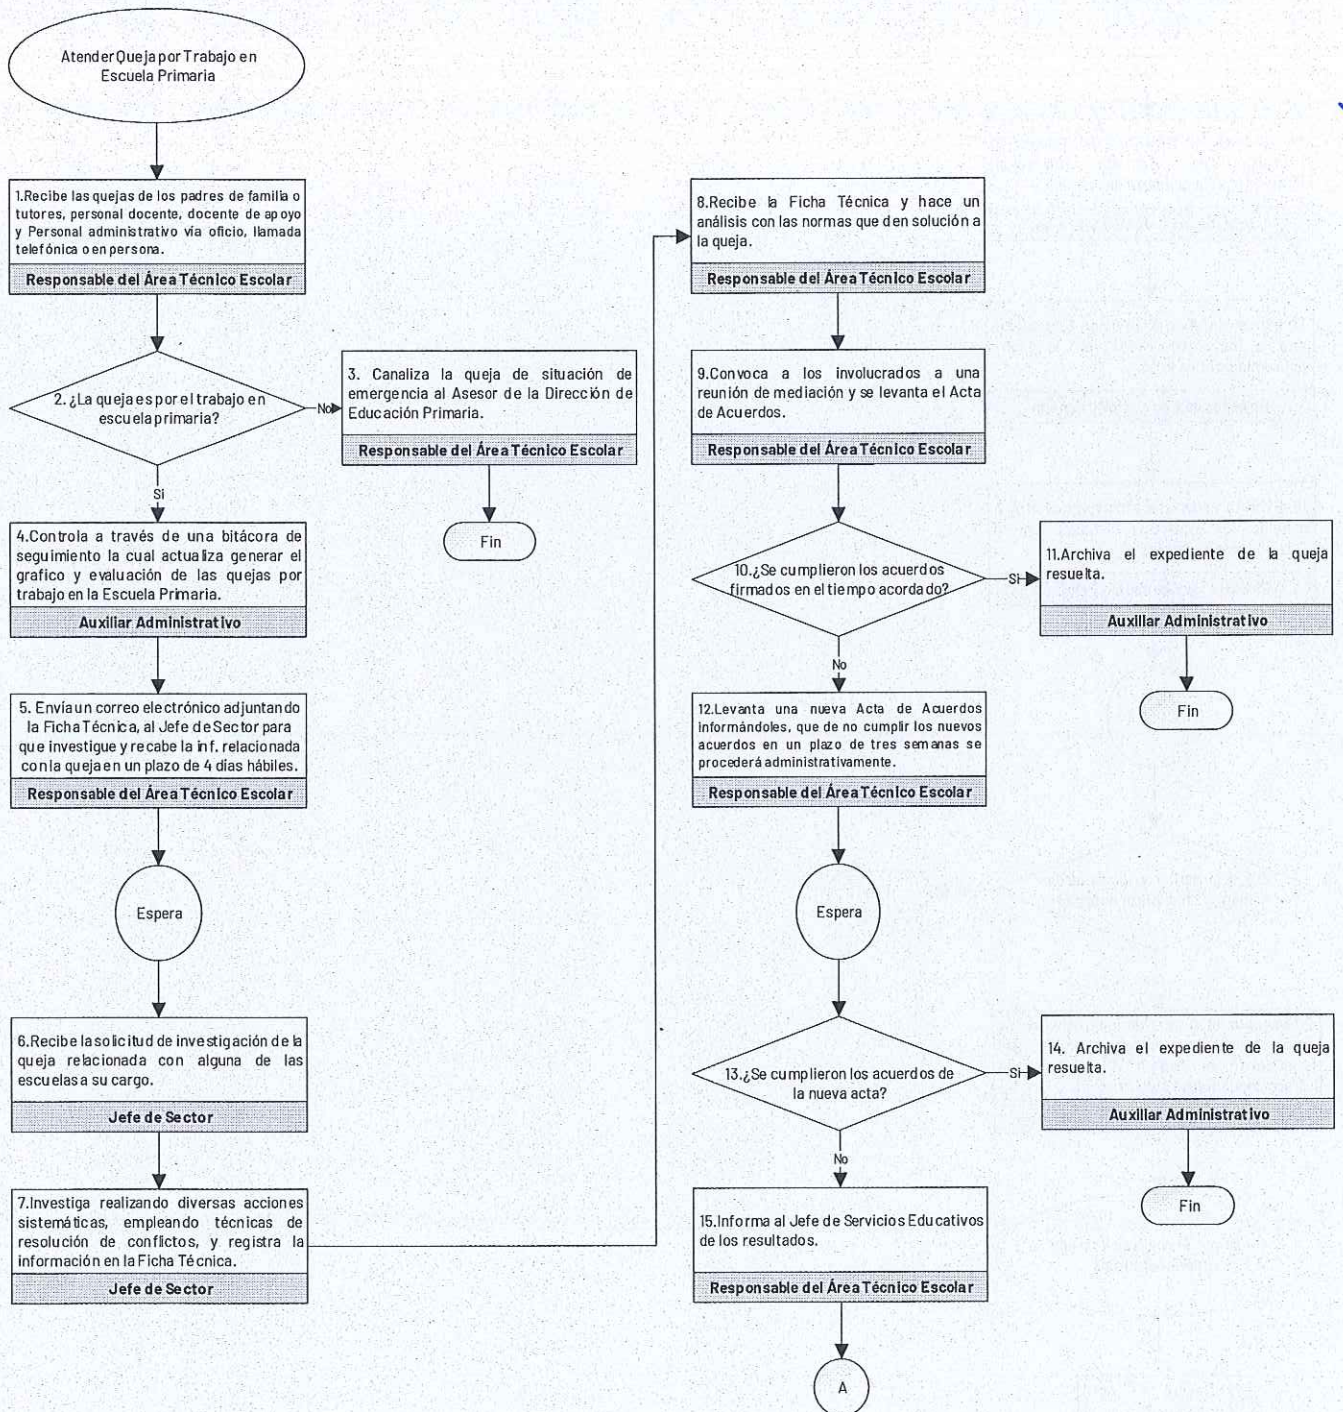 Atender Queja por Trabajo en
Escuela Primaria
1.Recibe las quejas de los padres de familia o
tutores, personal docente, docente de apoyo
y Personal administrativo vía oficio, llamada
telefónica o en persona.
Responsable del Área Técnico Escolar
2. ¿La queja es por el trabajo en
escuela primaria?
No
3. Canaliza la queja de situación de
emergencia al Asesor de la Dirección de
Educación Primaria.
Responsable del Área Técnico Escolar
Fin
Si
4.Controla a través de una bitácora de
seguimiento la cual actualiza generar el
grafico y evaluación de las quejas por
trabajo en la Escuela Primaria.
Auxiliar Administrativo
5. Envía un correo electrónico adjuntando
la Ficha Técnica, al Jefe de Sector para
que investigue y recabe la inf. relacionada
con la queja en un plazo de 4 días hábiles.
Responsable del Área Técnico Escolar
Espera
6.Recibe la solicitud de investigación de la
queja relacionada con alguna de las
escuelas a su cargo.
Jefe de Sector
7.Investiga realizando diversas acciones
sistemáticas, empleando técnicas de
resolución de conflictos, y registra la
información en la Ficha Técnica.
Jefe de Sector
8.Recibe la Ficha Técnica y hace un
análisis con las normas que den solución a
la queja.
Responsable del Área Técnico Escolar
9.Convoca a los involucrados a una
reunión de mediación y se levanta el Acta
de Acuerdos.
Responsable del Área Técnico Escolar
10.¿Se cumplieron los acuerdos
firmados en el tiempo acordado?
Si
11.Archiva el expediente de la queja
resuelta.
Auxiliar Administrativo
Fin
No
12.Levanta una nueva Acta de Acuerdos
informándoles, que de no cumplir los nuevos
acuerdos en un plazo de tres semanas se
procederá administrativamente.
Responsable del Área Técnico Escolar
Espera
13.¿Se cumplieron los acuerdos de
la nueva acta?
Si
14. Archiva el expediente de la queja
resuelta.
Auxiliar Administrativo
Fin
No
15.Informa al Jefe de Servicios Educativos
de los resultados.
Responsable del Área Técnico Escolar
A